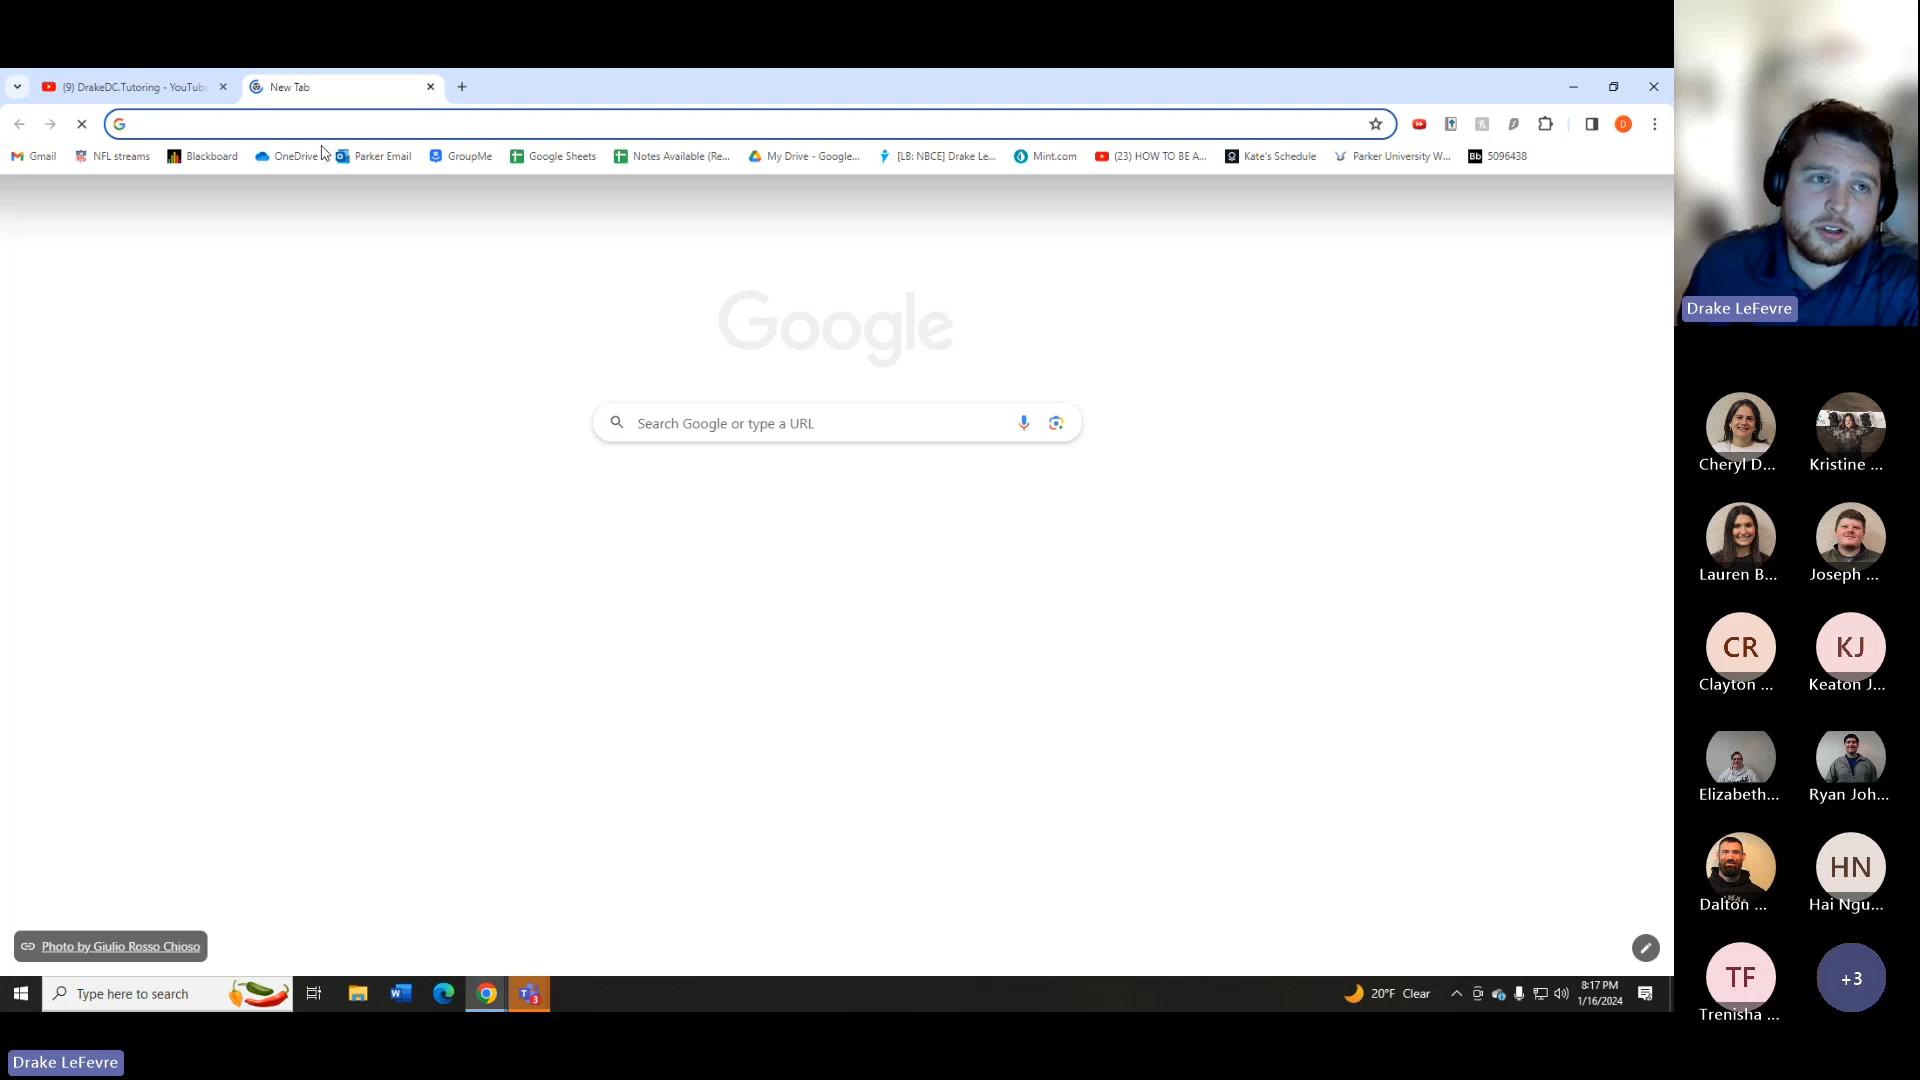 (9) DrakeDC.Tutoring - YouTub
New Tab
Gmail
NFL streams
Blackboard
OneDrive
Parker Email
GroupMe
Google Sheets
Notes Available (Re...
My Drive - Google...
[LB: NBCE] Drake Le...
Mint.com
(23) HOW TO BE A...
Kate's Schedule
Parker University W...
Bb 5096438
Google
Search Google or type a URL
Photo by Giulio Rosso Chioso
Type here to search
20°F Clear
8:17 PM
1/16/2024
Drake LeFevre
Drake LeFevre
Cheryl D...
Kristine ...
Lauren B...
Joseph ...
CR
Clayton ...
KJ
Keaton J...
Elizabeth...
Ryan Joh...
Dalton ...
HN
Hai Ngu...
TF
Trenisha ...
+3